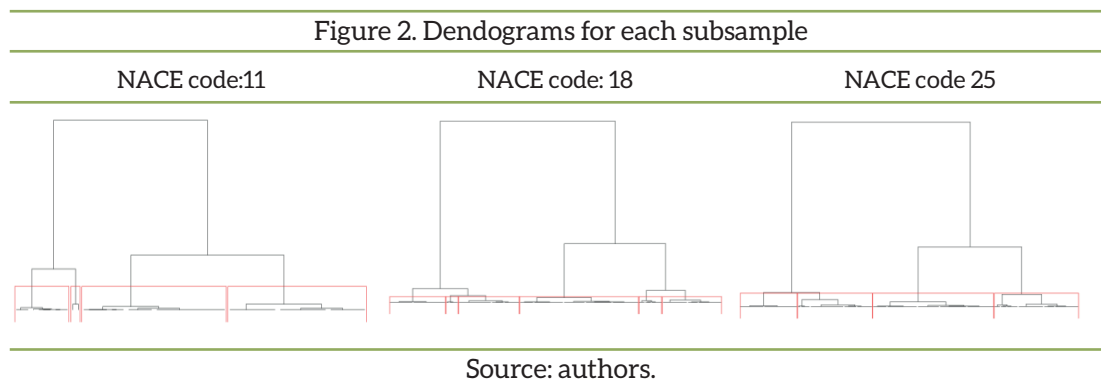 Figure 2. Dendograms for each subsample
NACE code:11 NACE code: 18 NACE code 25
Source: authors.